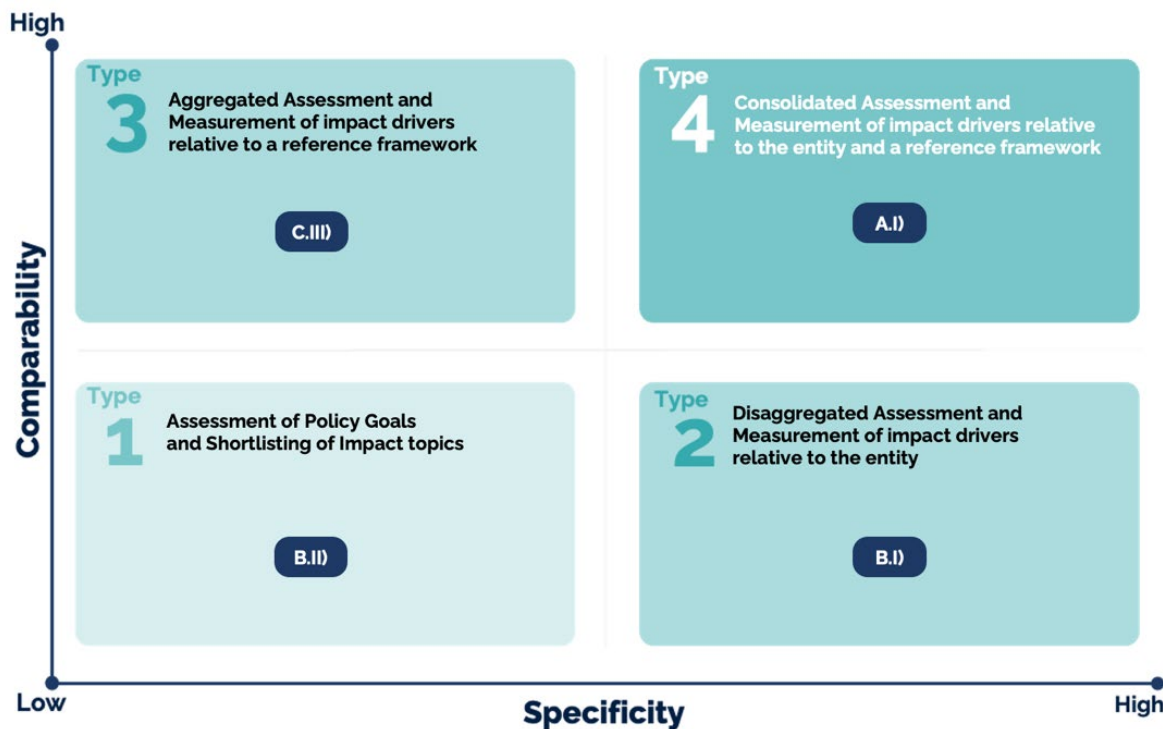 High
Type
3
Aggregated Assessment and
Measurement of impact drivers
relative to a reference framework
C.III)
Type
4
Consolidated Assessment and
Measurement of impact drivers relative
to the entity and a reference framework
A.I)
Comparability
Type
1
Assessment of Policy Goals
and Shortlisting of Impact topics
B.II)
Type
2
Disaggregated Assessment and
Measurement of impact drivers
relative to the entity
B.I)
Low
Specificity
High